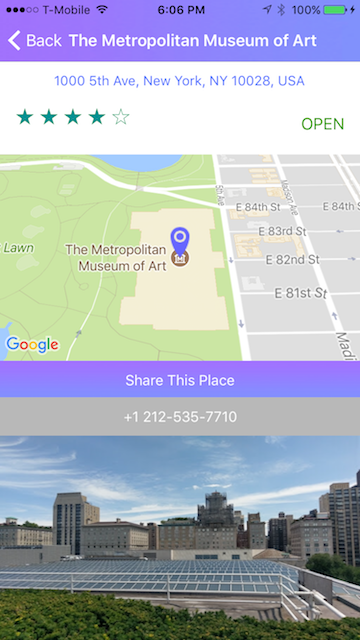 T-Mobile 6:06 PM 100%
Back The Metropolitan Museum of Art
1000 5th Ave, New York, NY 10028, USA
OPEN
5th Ave
Madison Ave
E 84th St
E 84th S
E 83rd St
Lawn
The Metropolitan
Museum of Art
E 82nd St
E 81st St
Madi
Google
Share This Place
+1 212-535-7710